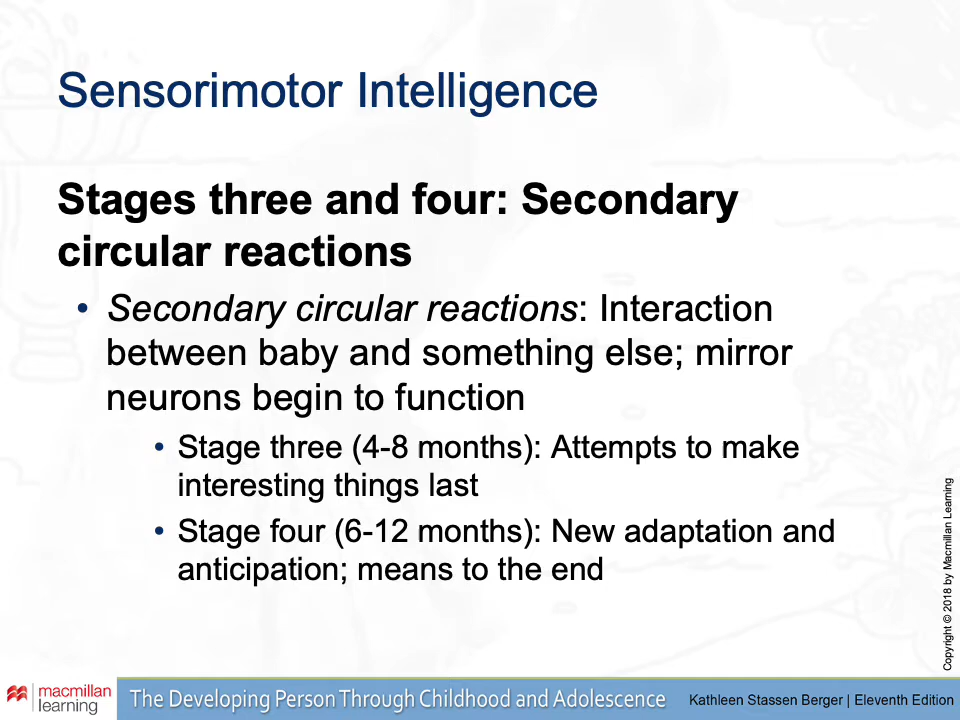 Sensorimotor Intelligence
Stages three and four: Secondary
circular reactions
• Secondary circular reactions: Interaction
between baby and something else; mirror
neurons begin to function
• Stage three (4-8 months): Attempts to make
interesting things last
• Stage four (6-12 months): New adaptation and
anticipation; means to the end
Copyright © 2018 by Macmillan Learning
macmillan
learning
The Developing Person Through Childhood and Adolescence
Kathleen Stassen Berger | Eleventh Edition